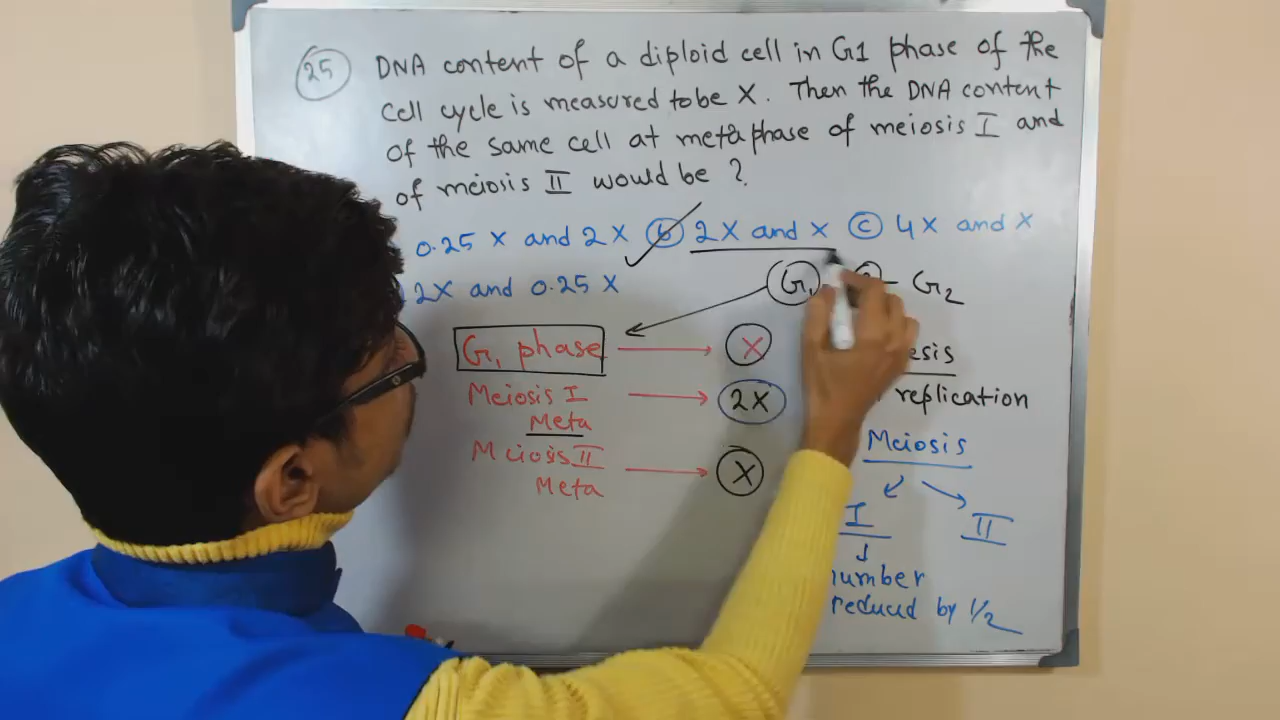 25 DNA content of a diploid cell in G1 phase of the
cell cycle is measured to be X. Then the DNA content
of the same cell at metaphase of meiosis I and
of meiosis II would be ?
0.25 X and 2X (b) 2X and X (c) 4X and X
2X and 0.25 X
G1 - G2
G1 phase → X
Meiosis I → 2X
Meta
replication
Meiosis II → X
Meta
Meiosis
I II
number
reduced by 1/2